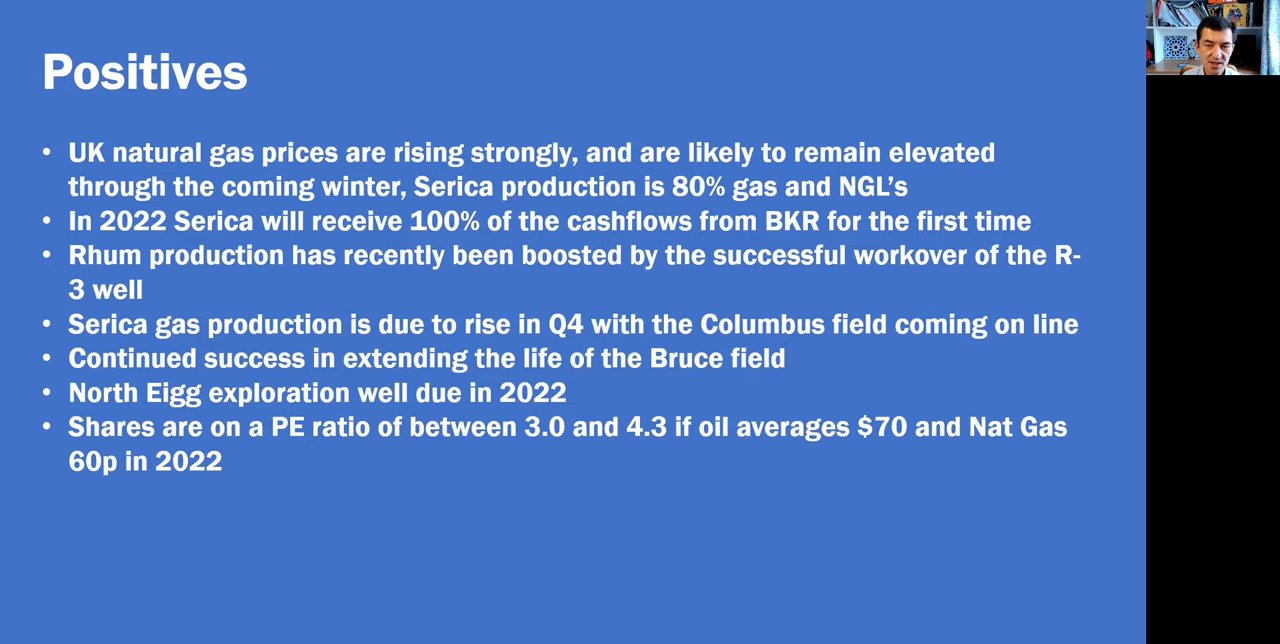 Positives
• UK natural gas prices are rising strongly, and are likely to remain elevated
through the coming winter, Serica production is 80% gas and NGL’s
• In 2022 Serica will receive 100% of the cashflows from BKR for the first time
• Rhum production has recently been boosted by the successful workover of the R-
3 well
• Serica gas production is due to rise in Q4 with the Columbus field coming on line
• Continued success in extending the life of the Bruce field
• North Eigg exploration well due in 2022
• Shares are on a PE ratio of between 3.0 and 4.3 if oil averages $70 and Nat Gas
60p in 2022